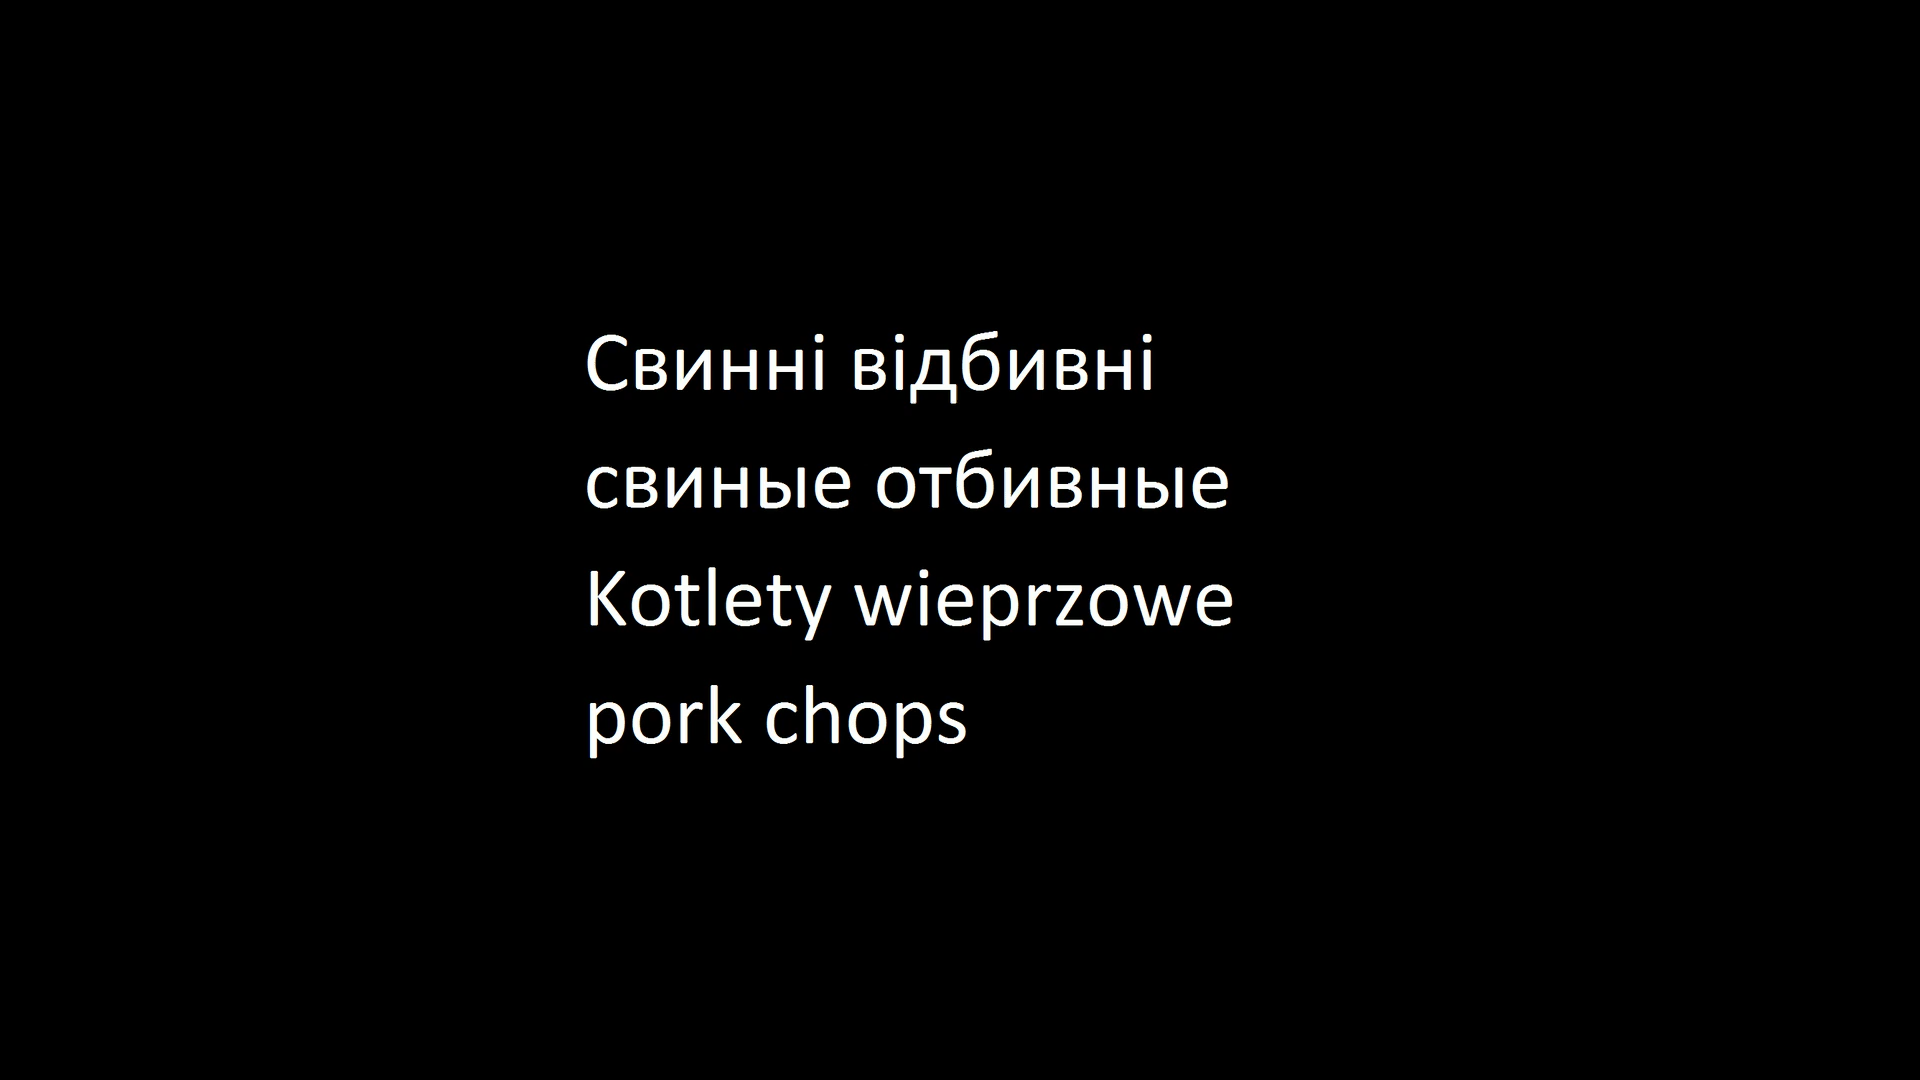 Свинні відбивні
свиные отбивные
Kotlety wieprzowe
pork chops